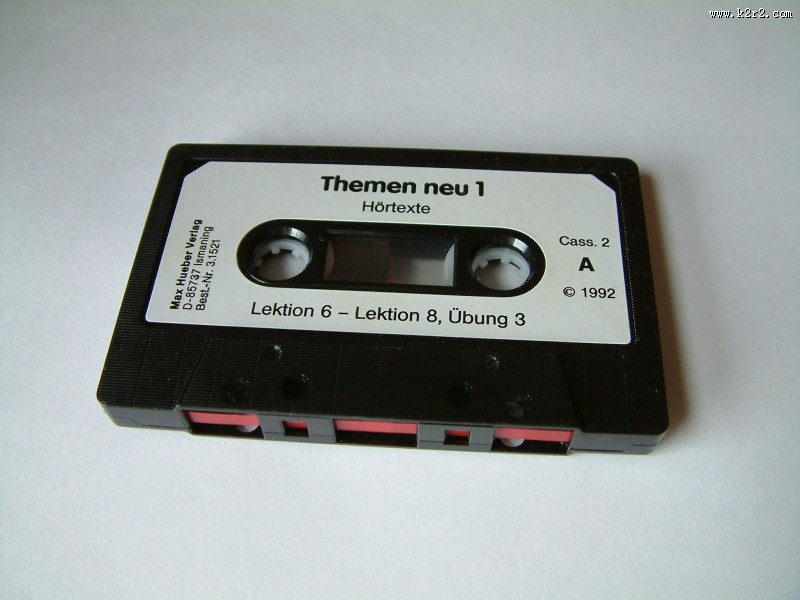 www.k2r2.com
Themen neu 1
Hörtexte
Max Hueber Verlag
D-85737 Ismaning
Best.-Nr. 3.1521
Cass. 2
A
© 1992
Lektion 6 – Lektion 8, Übung 3